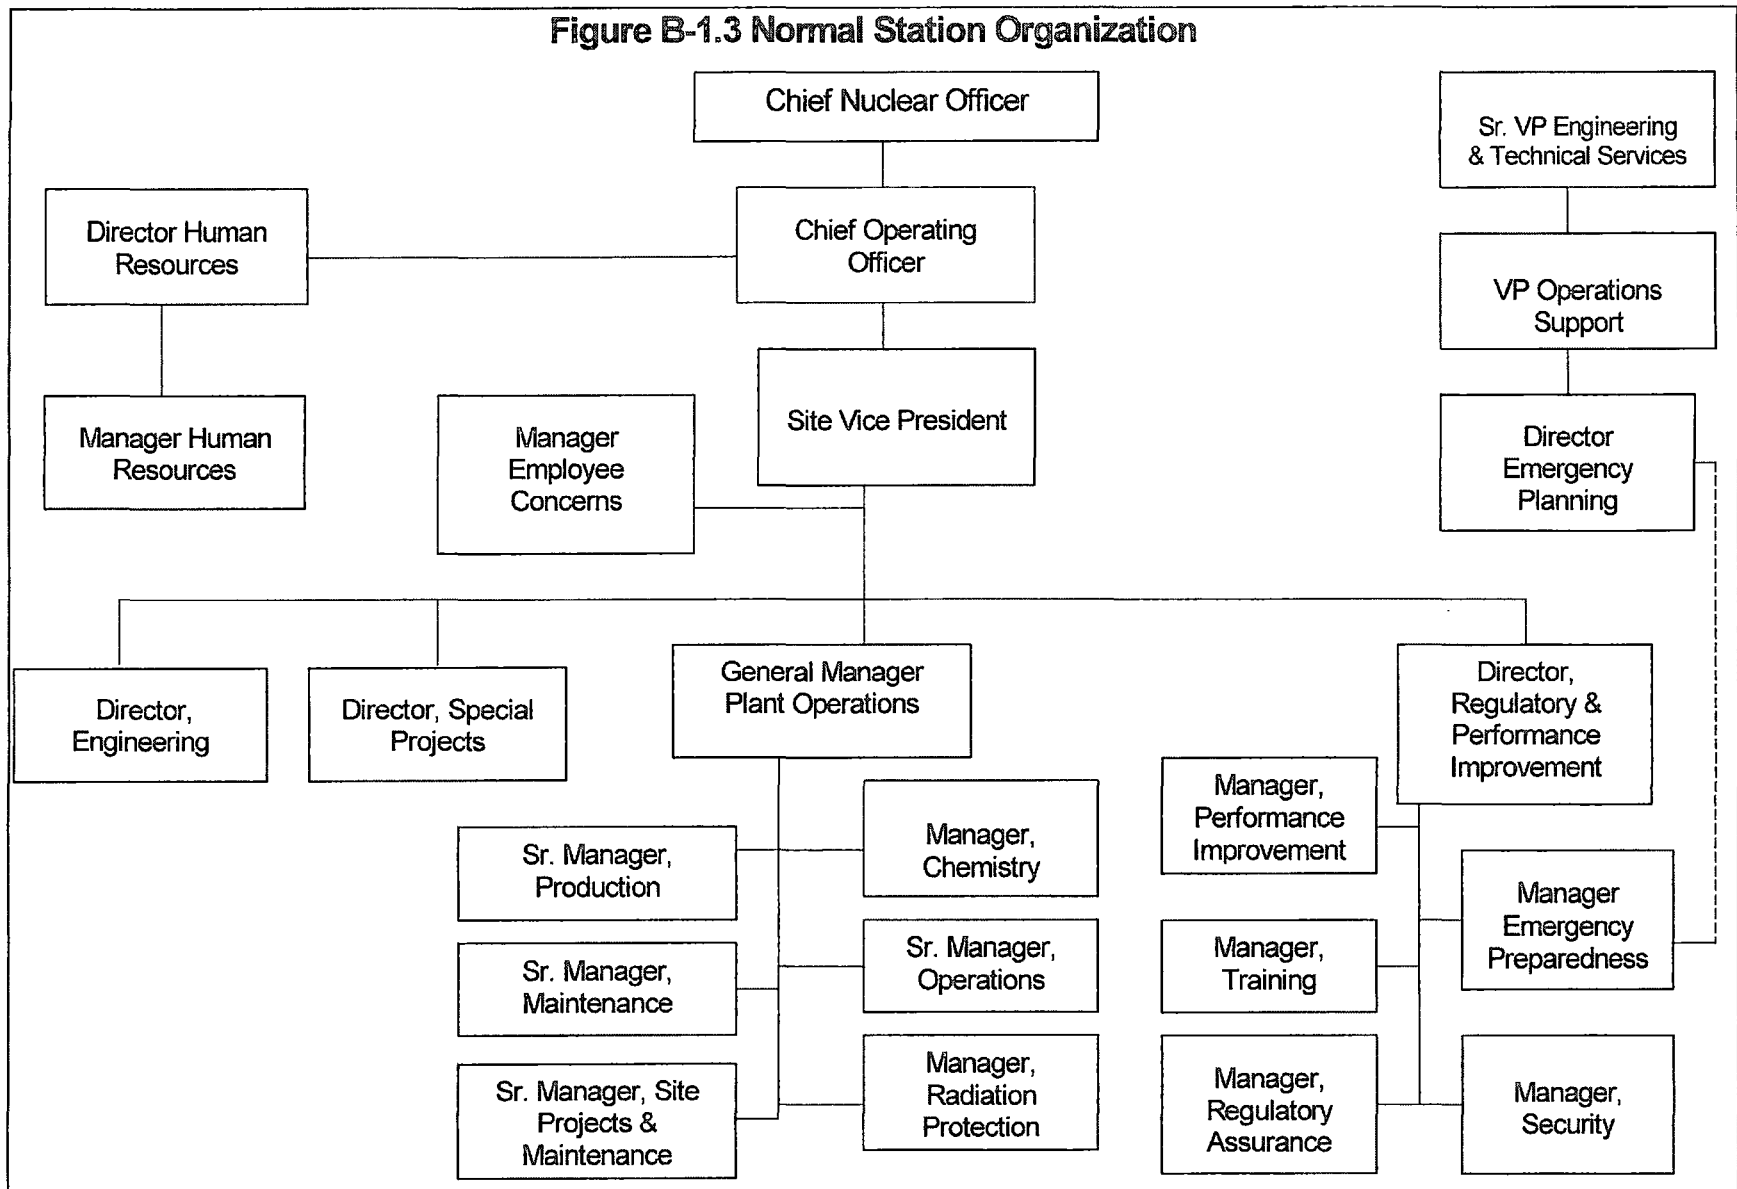 Figure B-1.3 Normal Station Organization
Chief Nuclear Officer
Sr. VP Engineering
& Technical Services
Director Human
Resources
Chief Operating
Officer
VP Operations
Support
Manager Human
Resources
Manager
Employee
Concerns
Site Vice President
Director
Emergency
Planning
Director,
Engineering
Director, Special
Projects
General Manager
Plant Operations
Director,
Regulatory &
Performance
Improvement
Sr. Manager,
Production
Manager,
Chemistry
Manager,
Performance
Improvement
Manager
Emergency
Preparedness
Sr. Manager,
Maintenance
Sr. Manager,
Operations
Manager,
Training
Sr. Manager, Site
Projects &
Maintenance
Manager,
Radiation
Protection
Manager,
Regulatory
Assurance
Manager,
Security